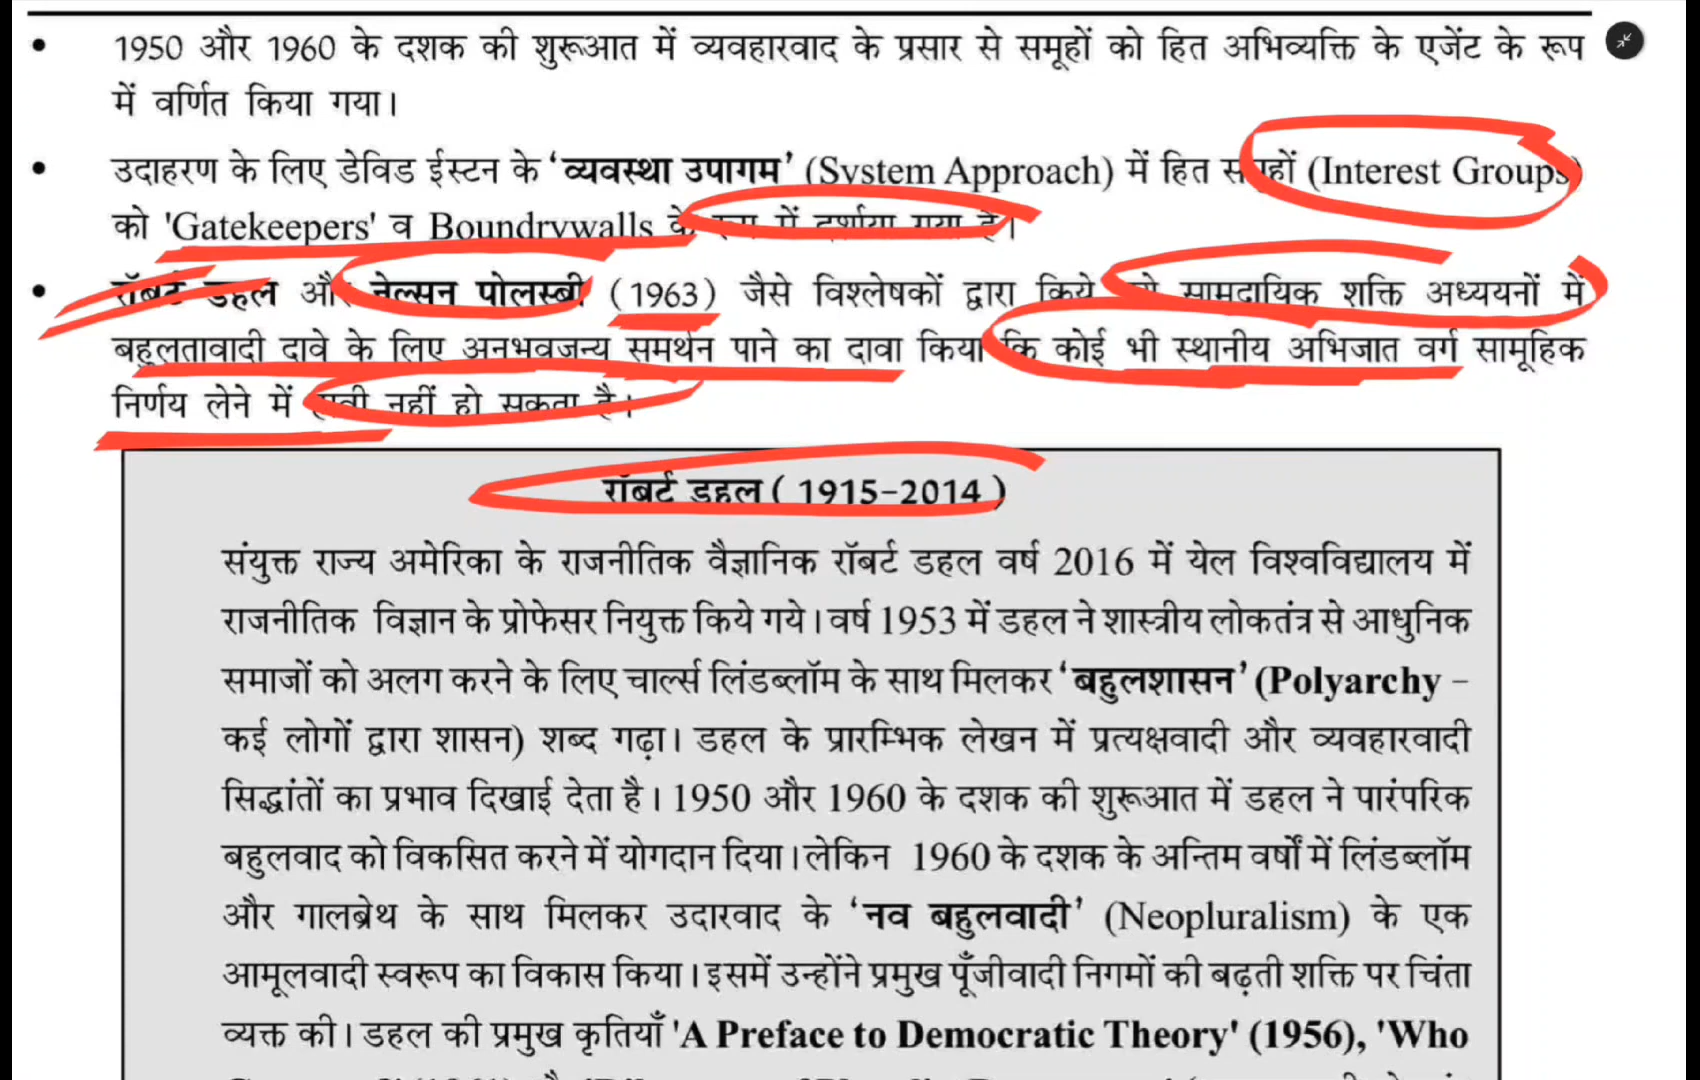 • 1950 और 1960 के दशक की शुरूआत में व्यवहारवाद के प्रसार से समूहों को हित अभिव्यक्ति के एजेंट के रूप
में वर्णित किया गया।
• उदाहरण के लिए डेविड ईस्टन के 'व्यवस्था उपागम' (System Approach) में हित समूहों (Interest Groups)
को 'Gatekeepers' व Boundrywalls के रूप में दर्शाया गया है।
• रॉबर्ट डहल और नेल्सन पोलस्बी (1963) जैसे विश्लेषकों द्वारा किये गये सामुदायिक शक्ति अध्ययनों में
बहुलतावादी दावे के लिए अनुभवजन्य समर्थन पाने का दावा किया कि कोई भी स्थानीय अभिजात वर्ग सामूहिक
निर्णय लेने में हावी नहीं हो सकता है।
रॉबर्ट डहल ( 1915-2014 )
संयुक्त राज्य अमेरिका के राजनीतिक वैज्ञानिक रॉबर्ट डहल वर्ष 2016 में येल विश्वविद्यालय में
राजनीतिक विज्ञान के प्रोफेसर नियुक्त किये गये। वर्ष 1953 में डहल ने शास्त्रीय लोकतंत्र से आधुनिक
समाजों को अलग करने के लिए चार्ल्स लिंडब्लॉम के साथ मिलकर 'बहुलशासन' (Polyarchy –
कई लोगों द्वारा शासन) शब्द गढ़ा। डहल के प्रारम्भिक लेखन में प्रत्यक्षवादी और व्यवहारवादी
सिद्धांतों का प्रभाव दिखाई देता है। 1950 और 1960 के दशक की शुरूआत में डहल ने पारंपरिक
बहुलवाद को विकसित करने में योगदान दिया। लेकिन 1960 के दशक के अन्तिम वर्षों में लिंडब्लॉम
और गालब्रेथ के साथ मिलकर उदारवाद के 'नव बहुलवादी' (Neopluralism) के एक
आमूलवादी स्वरूप का विकास किया। इसमें उन्होंने प्रमुख पूँजीवादी निगमों की बढ़ती शक्ति पर चिंता
व्यक्त की। डहल की प्रमुख कृतियाँ 'A Preface to Democratic Theory' (1956), 'Who